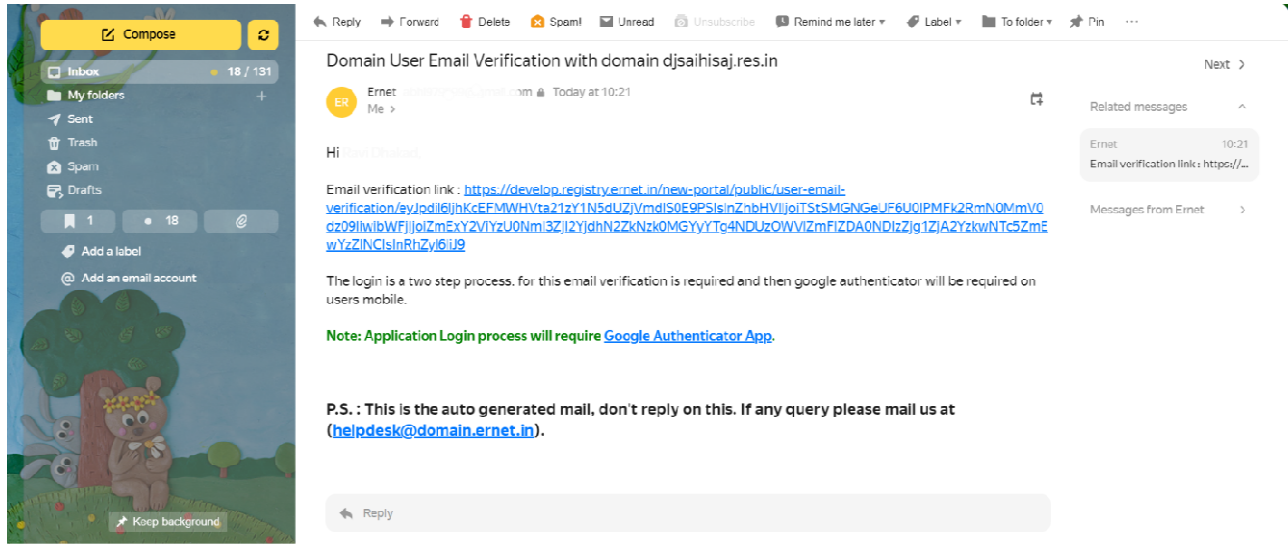 Compose
Inbox
18 / 131
My folders
Sent
Trash
Spam
Drafts
1
18
Add a label
Add an email account
Keep background
Reply
Forward
Delete
Spam!
Unread
Unsubscribe
Remind me later
Label
To folder
Pin
Domain User Email Verification with domain djsaihisaj.res.in
Next
ER
Ernet
Today at 10:21
Me
Related messages
Ernet
10:21
Email verification link : https://...
Messages from Ernet
Hi
Email verification link : https://develop.registry.ernet.in/new-portal/public/user-email-
The login is a two step process. for this email verification is required and then google authenticator will be required on
users mobile.
Note: Application Login process will require Google Authenticator App.
P.S. : This is the auto generated mail, don't reply on this. If any query please mail us at
(helpdesk@domain.ernet.in).
Reply